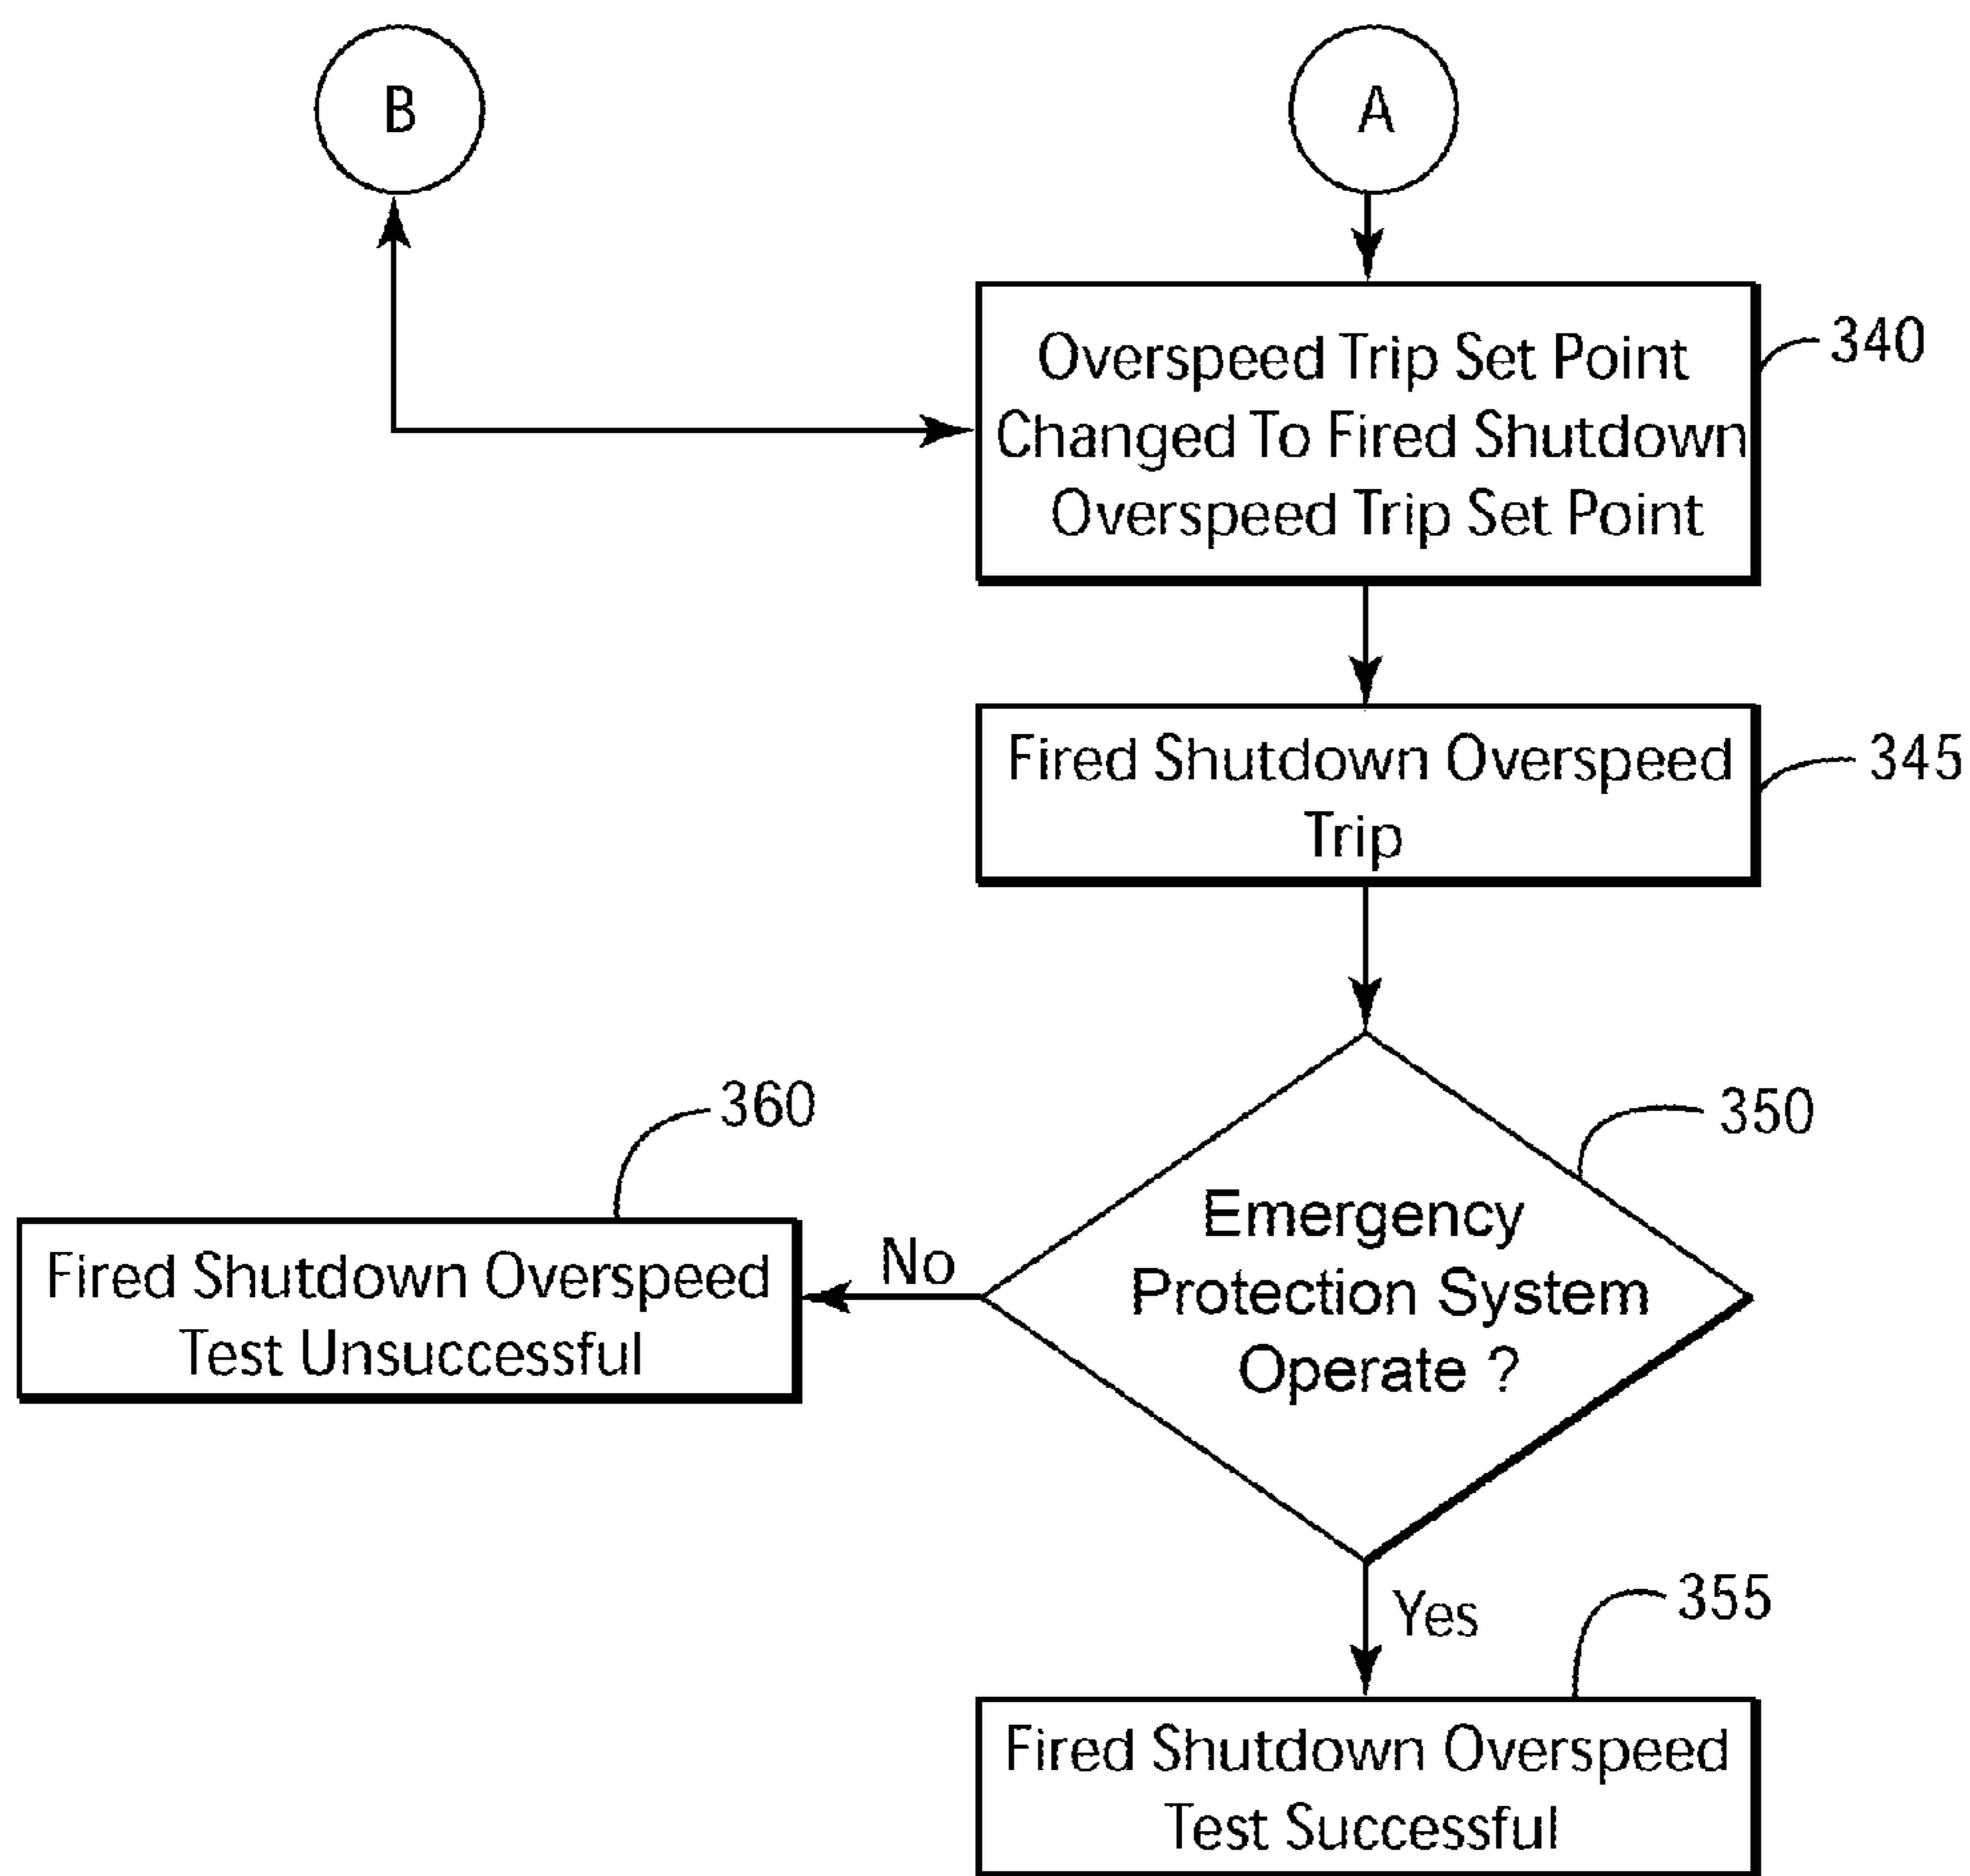 B
A
Overspeed Trip Set Point
Changed To Fired Shutdown
Overspeed Trip Set Point
340
Fired Shutdown Overspeed
Trip
345
Emergency
Protection System
Operate ?
350
No
360
Fired Shutdown Overspeed
Test Unsuccessful
Yes
355
Fired Shutdown Overspeed
Test Successful